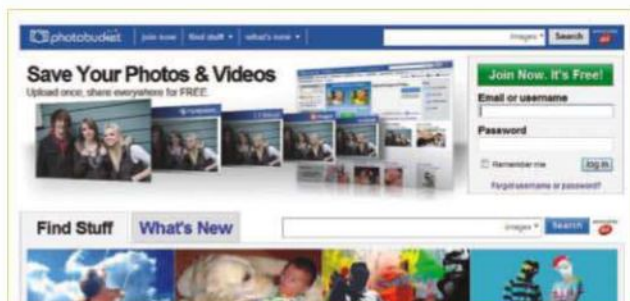 photobucket join now find stuff what's new images Search
Save Your Photos & Videos
Upload once, share everywhere for FREE.
Join Now. It's Free!
Email or username
Password
Remember me log in
Forgot username or password?
Find Stuff What's New images Search